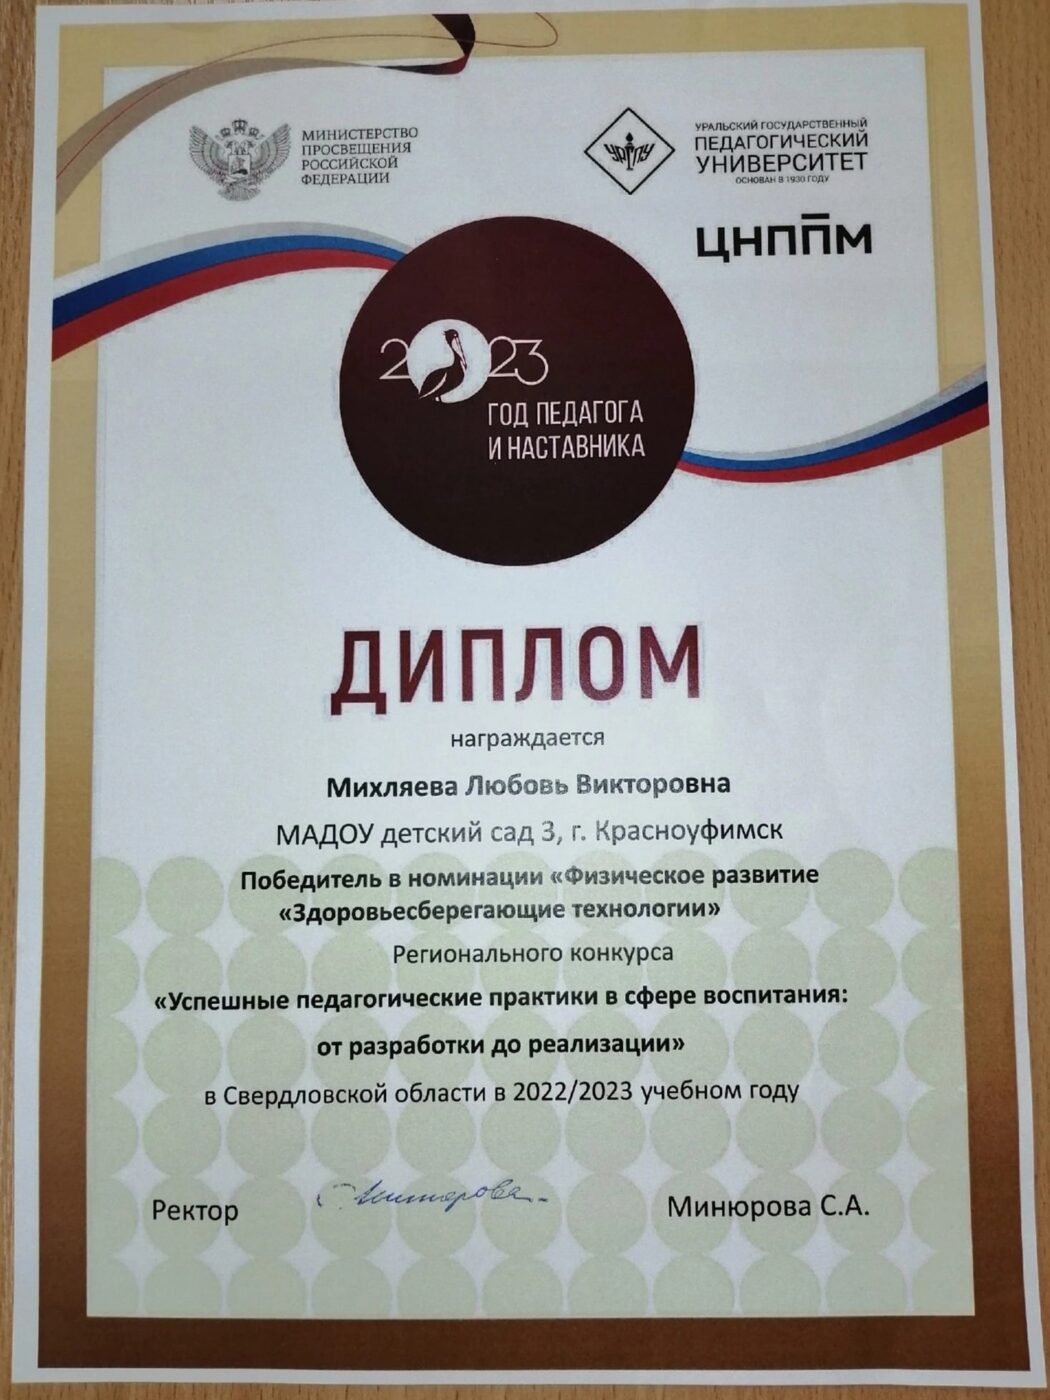 МИНИСТЕРСТВО
ПРОСВЕЩЕНИЯ
РОССИЙСКОЙ
ФЕДЕРАЦИИ
УРГПУ
УРАЛЬСКИЙ ГОСУДАРСТВЕННЫЙ
ПЕДАГОГИЧЕСКИЙ
УНИВЕРСИТЕТ
ОСНОВАН В 1930 ГОДУ
ЦНППМ
2023
ГОД ПЕДАГОГА
И НАСТАВНИКА
ДИПЛОМ
награждается
Михляева Любовь Викторовна
МАДОУ детский сад 3, г. Красноуфимск
Победитель в номинации «Физическое развитие
«Здоровьесберегающие технологии»
Регионального конкурса
«Успешные педагогические практики в сфере воспитания:
от разработки до реализации»
в Свердловской области в 2022/2023 учебном году
Ректор
Минюрова С.А.